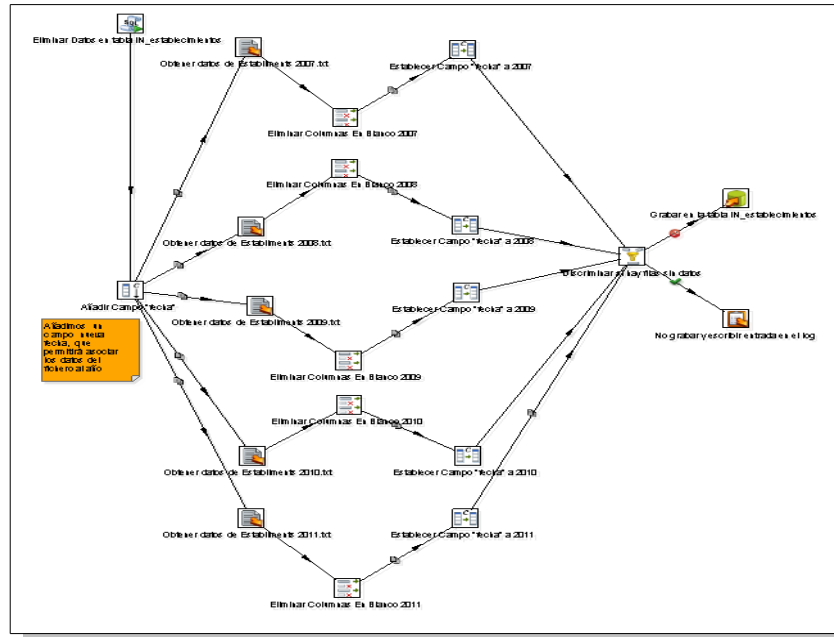 Eliminar Datos en tabla IN_establecimientos
Obtener datos de Establiments 2007.txt
Establecer Campo "fecha" a 2007
Eliminar Columnas En Blanco 2007
Eliminar Columnas En Blanco 2008
Obtener datos de Establiments 2008.txt
Establecer Campo "fecha" a 2008
Grabar en la tabla IN_establecimientos
Discriminar si hay filas sin datos
Añadir Campo "fecha"
Obtener datos de Establiments 2009.txt
Establecer Campo "fecha" a 2009
No grabar y escribir entrada en el log
Añadimos un
campo nueva
fecha, que
permitirá asociar
los datos del
fichero al año
Eliminar Columnas En Blanco 2009
Eliminar Columnas En Blanco 2010
Obtener datos de Establiments 2010.txt
Establecer Campo "fecha" a 2010
Obtener datos de Establiments 2011.txt
Establecer Campo "fecha" a 2011
Eliminar Columnas En Blanco 2011